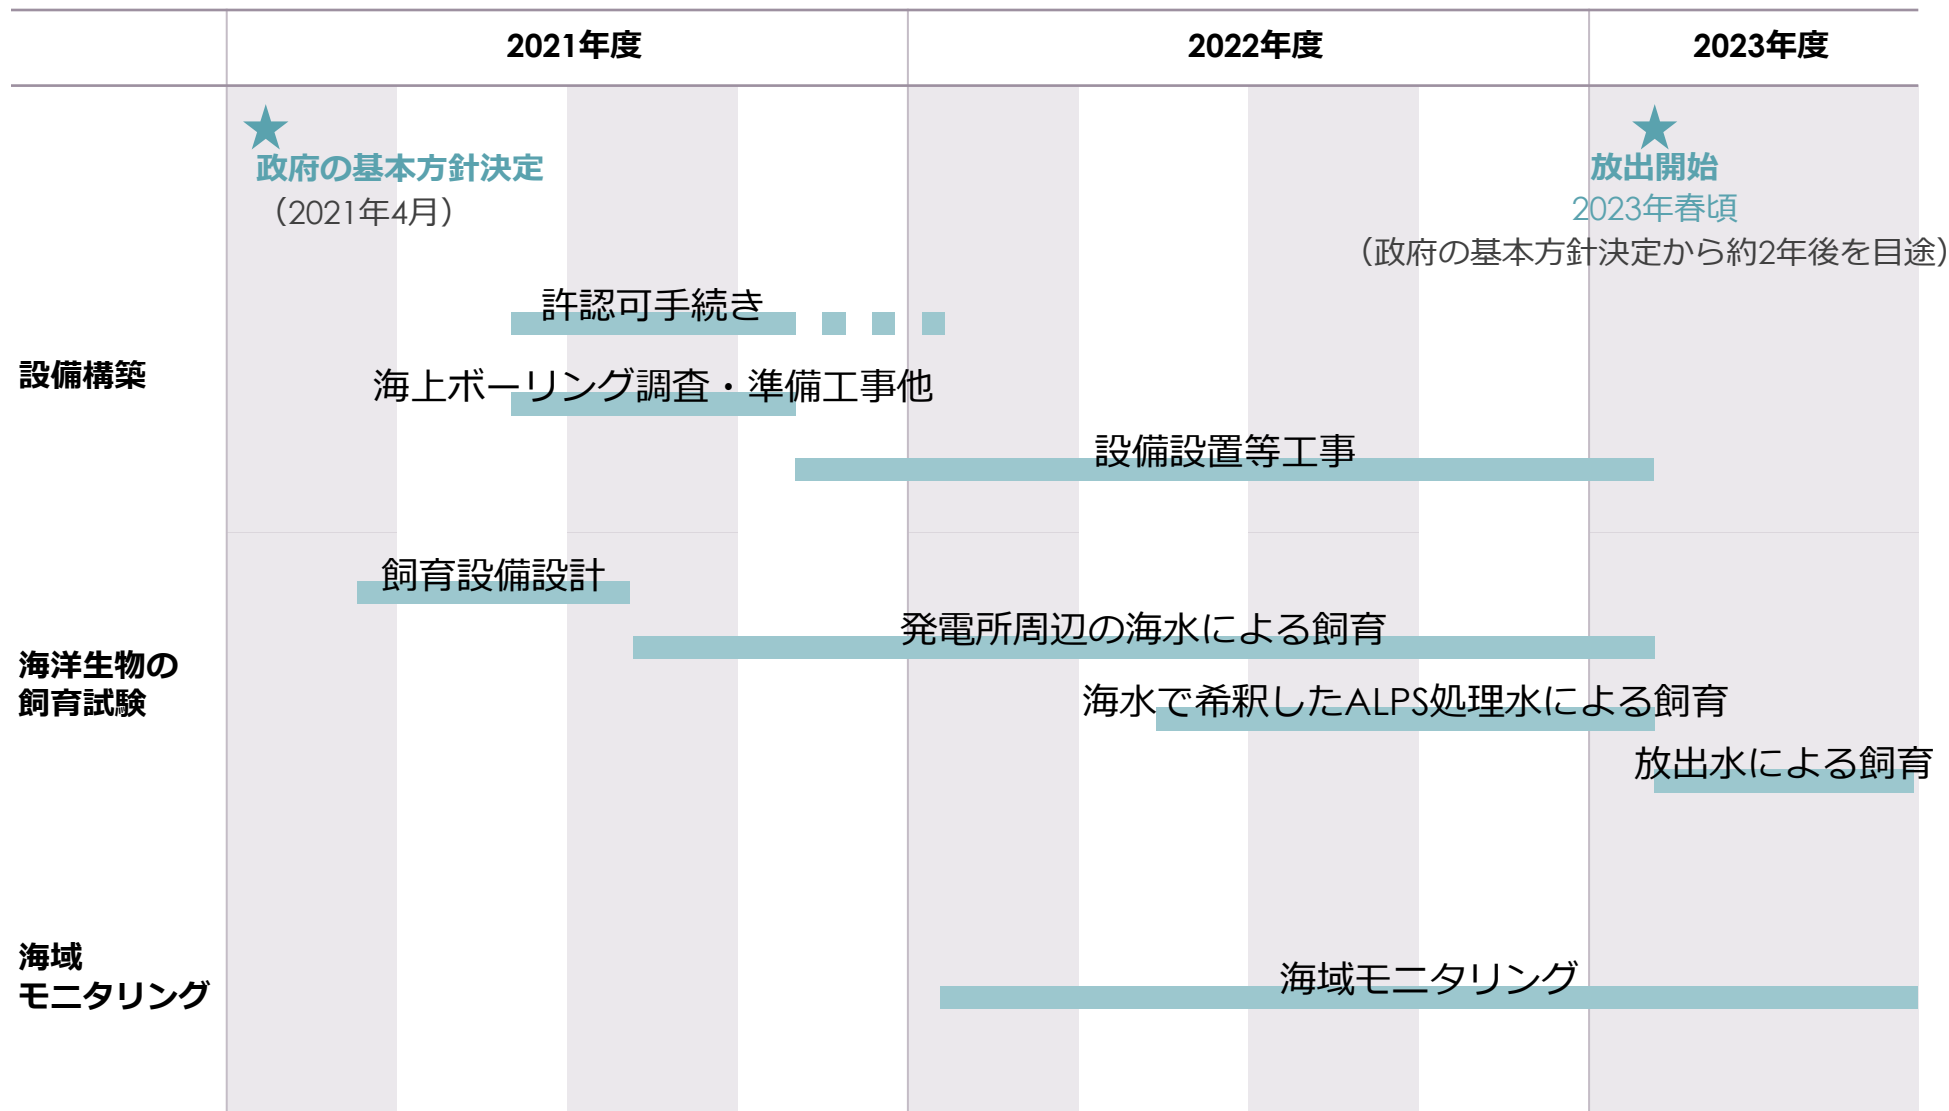 2021年度
2022年度
2023年度
政府の基本方針決定
（2021年4月）
放出開始
2023年春頃
（政府の基本方針決定から約2年後を目途）
設備構築
許認可手続き
海上ボーリング調査・準備工事他
設備設置等工事
海洋生物の
飼育試験
飼育設備設計
発電所周辺の海水による飼育
海水で希釈したALPS処理水による飼育
放出水による飼育
海域
モニタリング
海域モニタリング